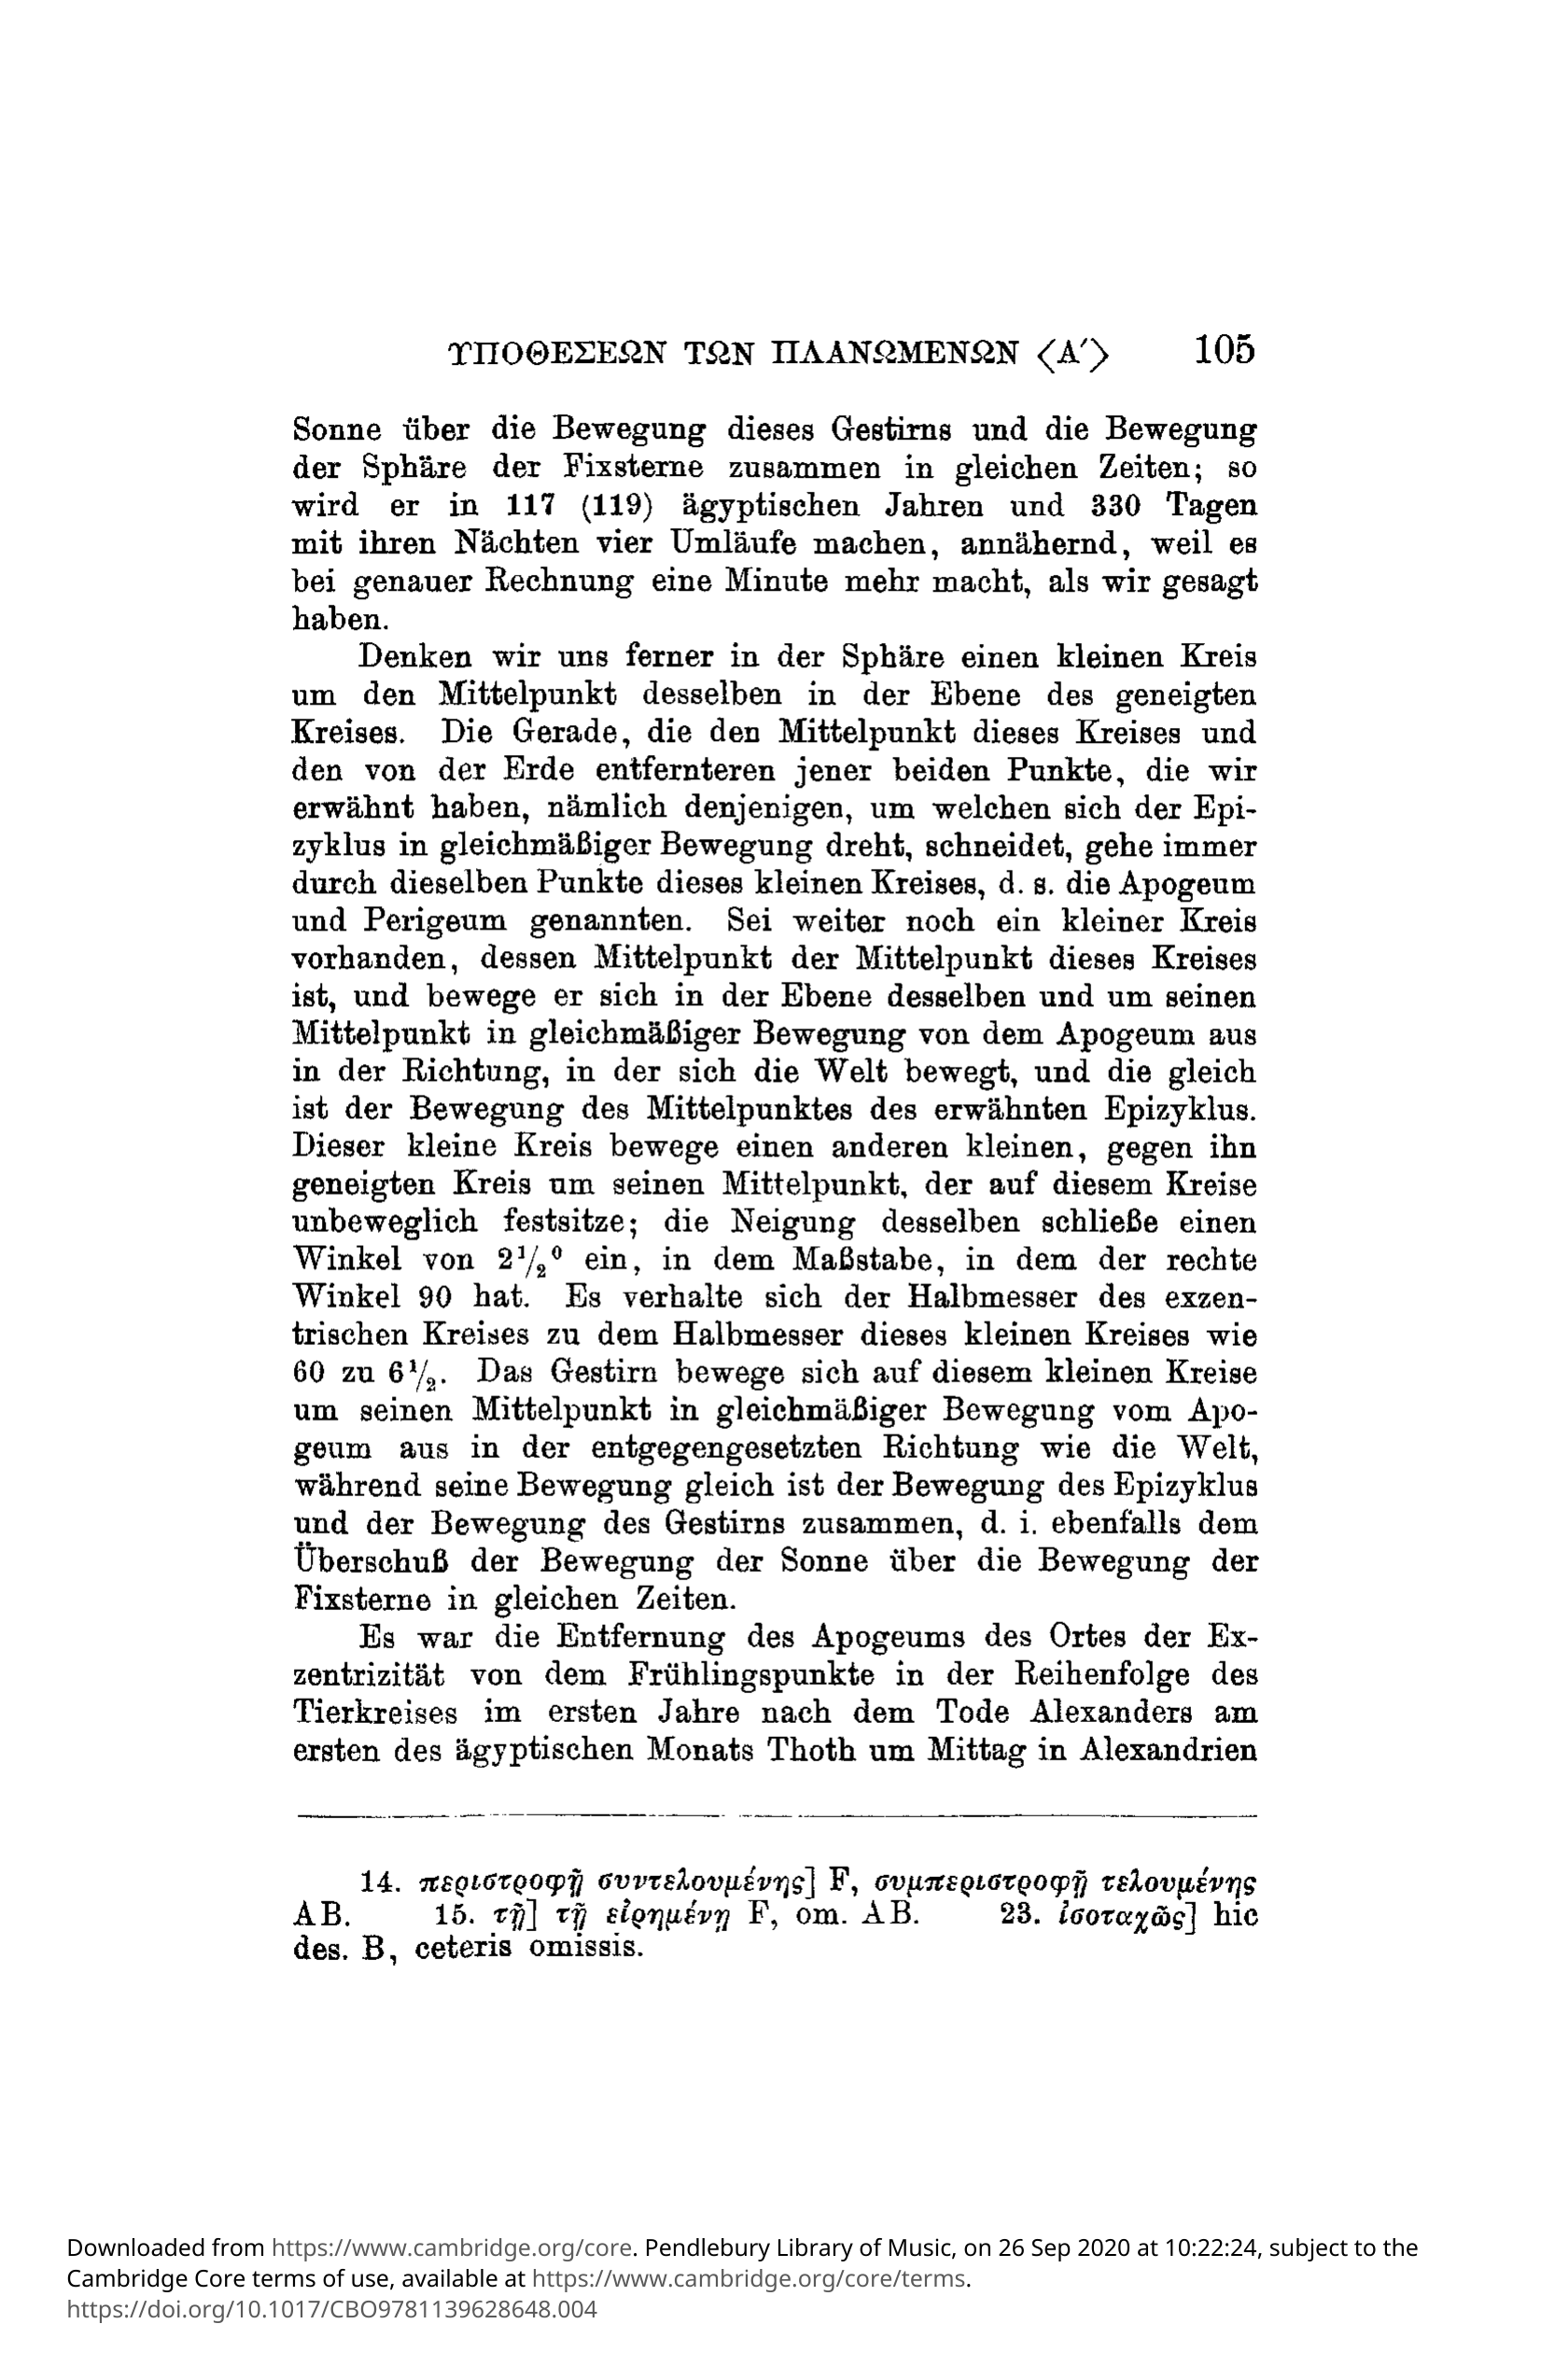 ΥΠΟΘΕΣΕΩΝ ΤΩΝ ΠΛΑΝΩΜΕΝΩΝ ⟨Α′⟩ 105
Sonne über die Bewegung dieses Gestirns und die Bewegung
der Sphäre der Fixsterne zusammen in gleichen Zeiten; so
wird er in 117 (119) ägyptischen Jahren und 330 Tagen
mit ihren Nächten vier Umläufe machen, annähernd, weil es
bei genauer Rechnung eine Minute mehr macht, als wir gesagt
haben.
Denken wir uns ferner in der Sphäre einen kleinen Kreis
um den Mittelpunkt desselben in der Ebene des geneigten
Kreises. Die Gerade, die den Mittelpunkt dieses Kreises und
den von der Erde entfernteren jener beiden Punkte, die wir
erwähnt haben, nämlich denjenigen, um welchen sich der Epi-
zyklus in gleichmäßiger Bewegung dreht, schneidet, gehe immer
durch dieselben Punkte dieses kleinen Kreises, d. s. die Apogeum
und Perigeum genannten. Sei weiter noch ein kleiner Kreis
vorhanden, dessen Mittelpunkt der Mittelpunkt dieses Kreises
ist, und bewege er sich in der Ebene desselben und um seinen
Mittelpunkt in gleichmäßiger Bewegung von dem Apogeum aus
in der Richtung, in der sich die Welt bewegt, und die gleich
ist der Bewegung des Mittelpunktes des erwähnten Epizyklus.
Dieser kleine Kreis bewege einen anderen kleinen, gegen ihn
geneigten Kreis um seinen Mittelpunkt, der auf diesem Kreise
unbeweglich festsitze; die Neigung desselben schließe einen
Winkel von 2¹/₂⁰ ein, in dem Maßstabe, in dem der rechte
Winkel 90 hat. Es verhalte sich der Halbmesser des exzen-
trischen Kreises zu dem Halbmesser dieses kleinen Kreises wie
60 zu 6¹/₂. Das Gestirn bewege sich auf diesem kleinen Kreise
um seinen Mittelpunkt in gleichmäßiger Bewegung vom Apo-
geum aus in der entgegengesetzten Richtung wie die Welt,
während seine Bewegung gleich ist der Bewegung des Epizyklus
und der Bewegung des Gestirns zusammen, d. i. ebenfalls dem
Überschuß der Bewegung der Sonne über die Bewegung der
Fixsterne in gleichen Zeiten.
Es war die Entfernung des Apogeums des Ortes der Ex-
zentrizität von dem Frühlingspunkte in der Reihenfolge des
Tierkreises im ersten Jahre nach dem Tode Alexanders am
ersten des ägyptischen Monats Thoth um Mittag in Alexandrien
14. περιστροφῇ συντελουμένης] F, συμπεριστροφῇ τελουμένης
AB. 15. τῇ] τῇ εἰρημένῃ F, om. AB. 23. ἰσοταχῶς] hic
des. B, ceteris omissis.
Downloaded from https://www.cambridge.org/core. Pendlebury Library of Music, on 26 Sep 2020 at 10:22:24, subject to the
Cambridge Core terms of use, available at https://www.cambridge.org/core/terms.
https://doi.org/10.1017/CBO9781139628648.004